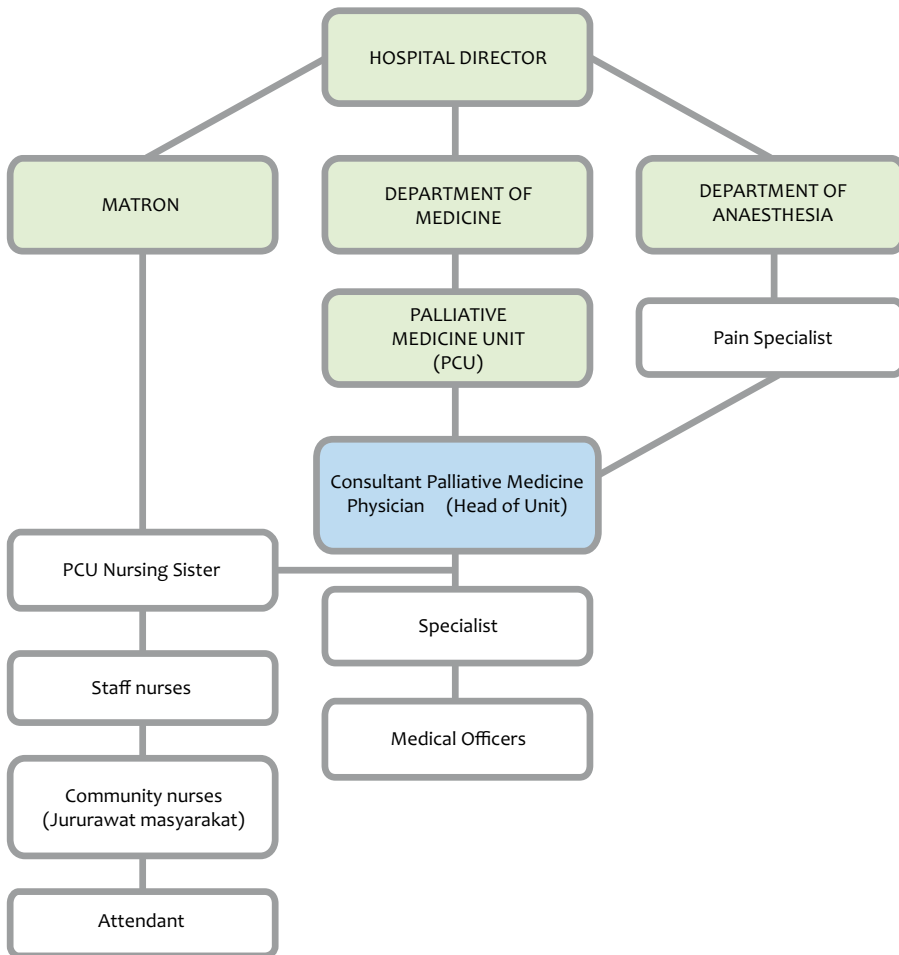 HOSPITAL DIRECTOR
MATRON
DEPARTMENT OF
MEDICINE
DEPARTMENT OF
ANAESTHESIA
PALLIATIVE
MEDICINE UNIT
(PCU)
Pain Specialist
Consultant Palliative Medicine
Physician (Head of Unit)
PCU Nursing Sister
Specialist
Staff nurses
Medical Officers
Community nurses
(Jururawat masyarakat)
Attendant